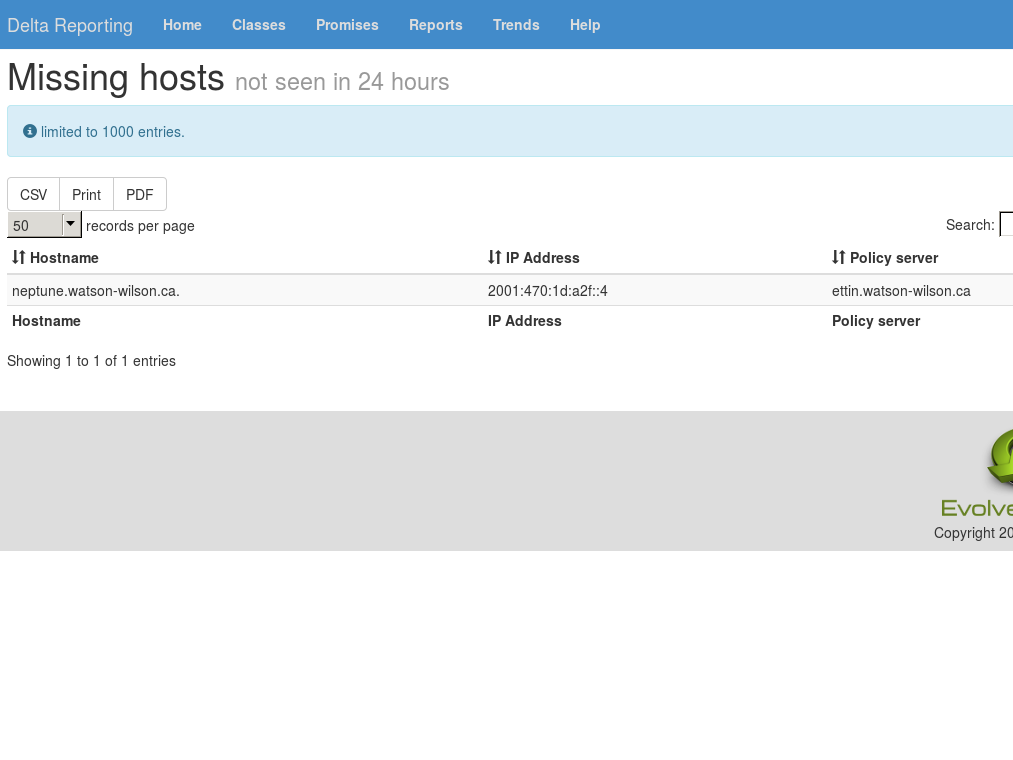 Delta Reporting Home Classes Promises Reports Trends Help
Missing hosts not seen in 24 hours
limited to 1000 entries.
CSV Print PDF
50 records per page Search:
Hostname IP Address Policy server
neptune.watson-wilson.ca. 2001:470:1d:a2f::4 ettin.watson-wilson.ca
Hostname IP Address Policy server
Showing 1 to 1 of 1 entries
Evolve
Copyright 20